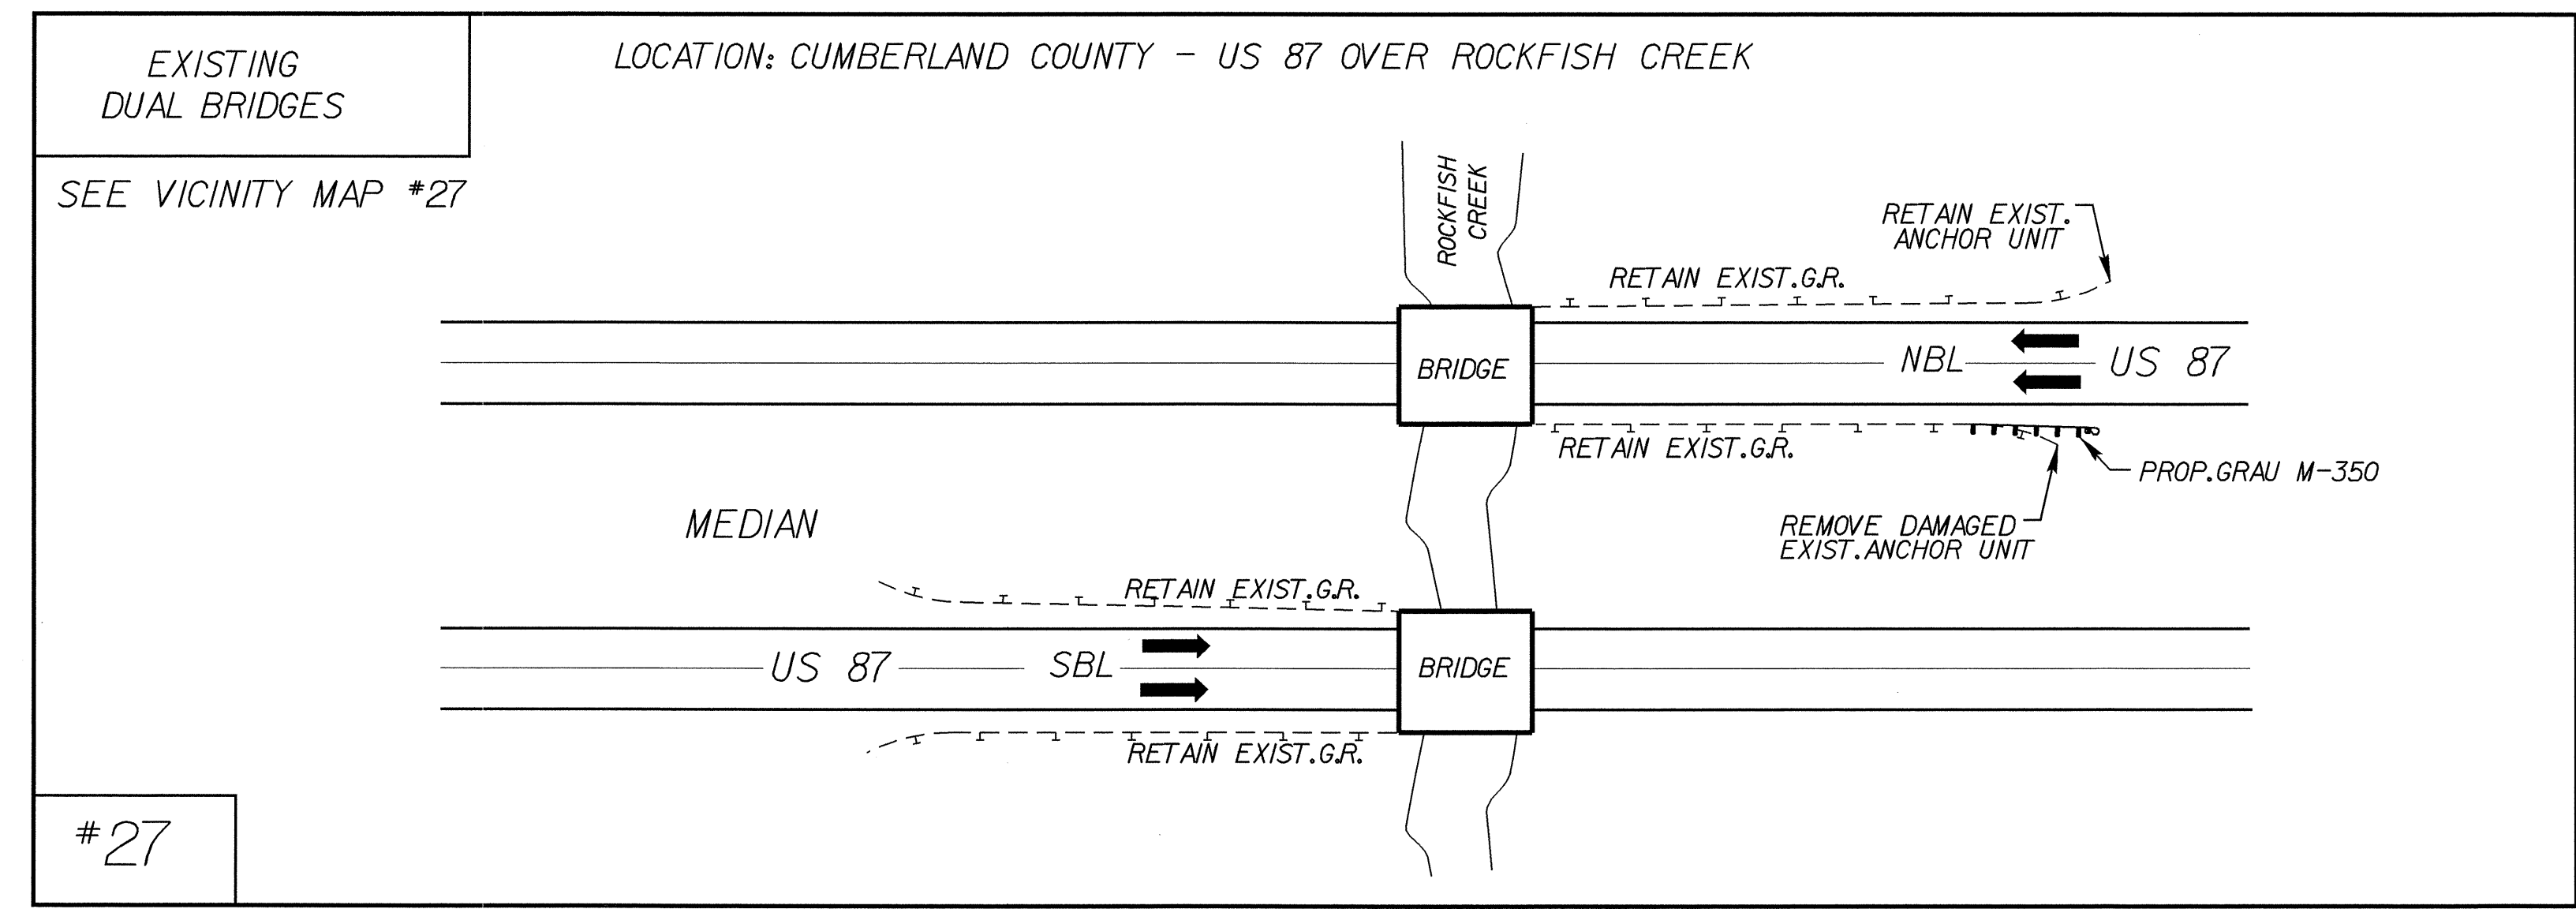 EXISTING
DUAL BRIDGES
LOCATION: CUMBERLAND COUNTY - US 87 OVER ROCKFISH CREEK
SEE VICINITY MAP #27
ROCKFISH
CREEK
RETAIN EXIST.
ANCHOR UNIT
RETAIN EXIST. G.R.
BRIDGE
NBL
US 87
RETAIN EXIST. G.R.
PROP. GRAU M-350
REMOVE DAMAGED
EXIST. ANCHOR UNIT
MEDIAN
RETAIN EXIST. G.R.
US 87
SBL
BRIDGE
RETAIN EXIST. G.R.
#27